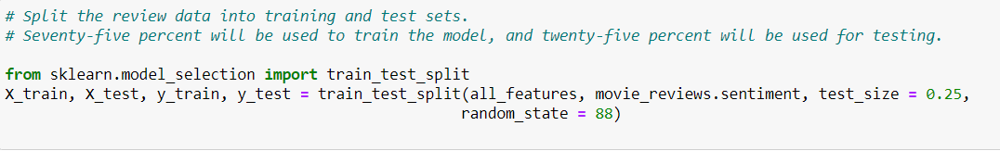 # Split the review data into training and test sets.
# Seventy-five percent will be used to train the model, and twenty-five percent will be used for testing.
from sklearn.model_selection import train_test_split
X_train, X_test, y_train, y_test = train_test_split(all_features, movie_reviews.sentiment, test_size = 0.25,
random_state = 88)